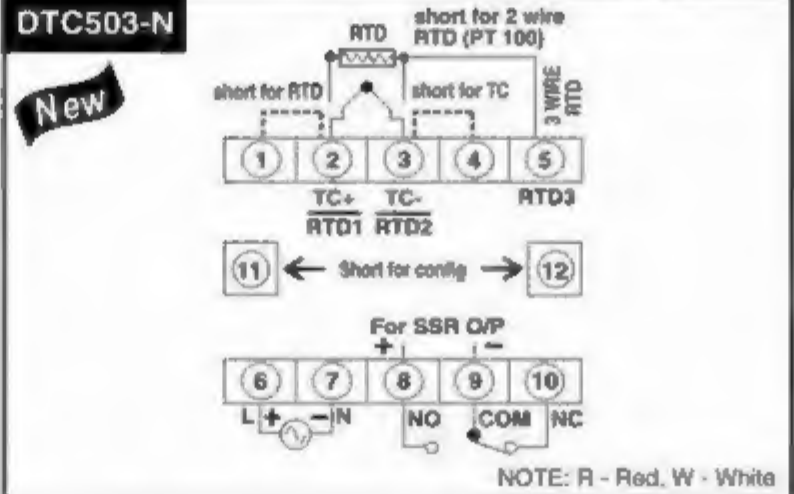 DTC503-N
New
short for 2 wire
RTD (PT 100)
RTD
short for RTD
short for TC
3 WIRE
RTD
1 2 3 4 5
TC+ TC- RTD3
RTD1 RTD2
11 Short for config 12
For SSR O/P
+ -
6 7 8 9 10
L + - N NO COM NC
NOTE: R - Red, W - White